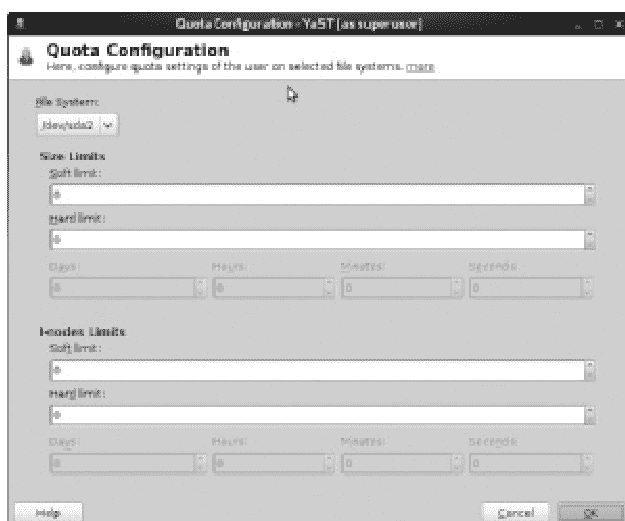 Quota Configuration - YaST [as superuser]
Quota Configuration
Here, configure quota settings of the user on selected file systems. more
File System:
/dev/sda2
Size Limits
Soft limit:
0
Hard limit:
0
Days: Hours: Minutes: Seconds
0 0 0 0
I-nodes Limits
Soft limit:
0
Hard limit:
0
Days: Hours: Minutes: Seconds
0 0 0 0
Help Cancel OK